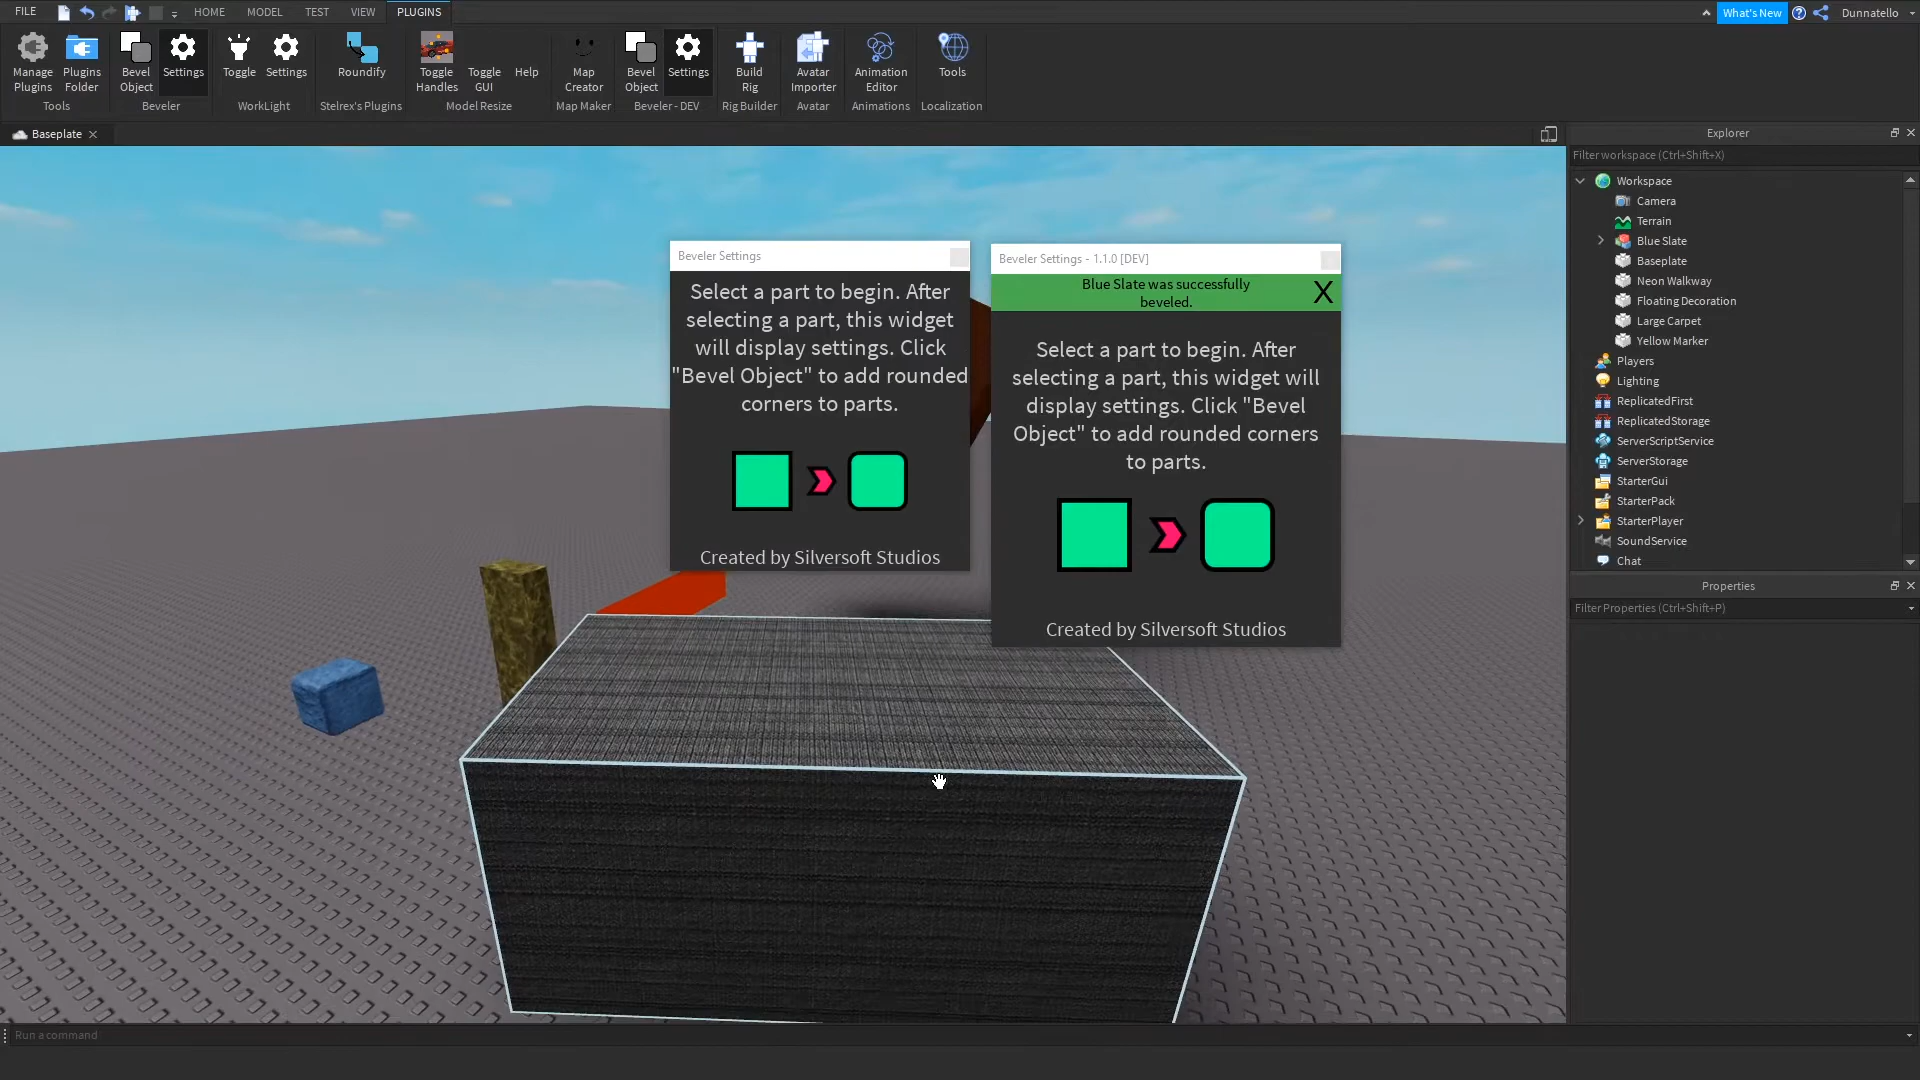 FILE
HOME
MODEL
TEST
VIEW
PLUGINS
What's New
Dunnatello
Manage
Plugins
Plugins
Folder
Tools
Bevel
Object
Settings
Beveler
Toggle
Settings
WorkLight
Roundify
Stelrex's Plugins
Toggle
Handles
Toggle
GUI
Help
Model Resize
Map
Creator
Map Maker
Bevel
Object
Settings
Beveler - DEV
Build
Rig
Rig Builder
Avatar
Importer
Avatar
Animation
Editor
Animations
Tools
Localization
Baseplate
Beveler Settings
Select a part to begin. After
selecting a part, this widget
will display settings. Click
"Bevel Object" to add rounded
corners to parts.
Created by Silversoft Studios
Beveler Settings - 1.1.0 [DEV]
Blue Slate was successfully
beveled.
X
Select a part to begin. After
selecting a part, this widget will
display settings. Click "Bevel
Object" to add rounded corners
to parts.
Created by Silversoft Studios
Explorer
Filter workspace (Ctrl+Shift+X)
Workspace
Camera
Terrain
Blue Slate
Baseplate
Neon Walkway
Floating Decoration
Large Carpet
Yellow Marker
Players
Lighting
ReplicatedFirst
ReplicatedStorage
ServerScriptService
ServerStorage
StarterGui
StarterPack
StarterPlayer
SoundService
Chat
Properties
Filter Properties (Ctrl+Shift+P)
Run a command